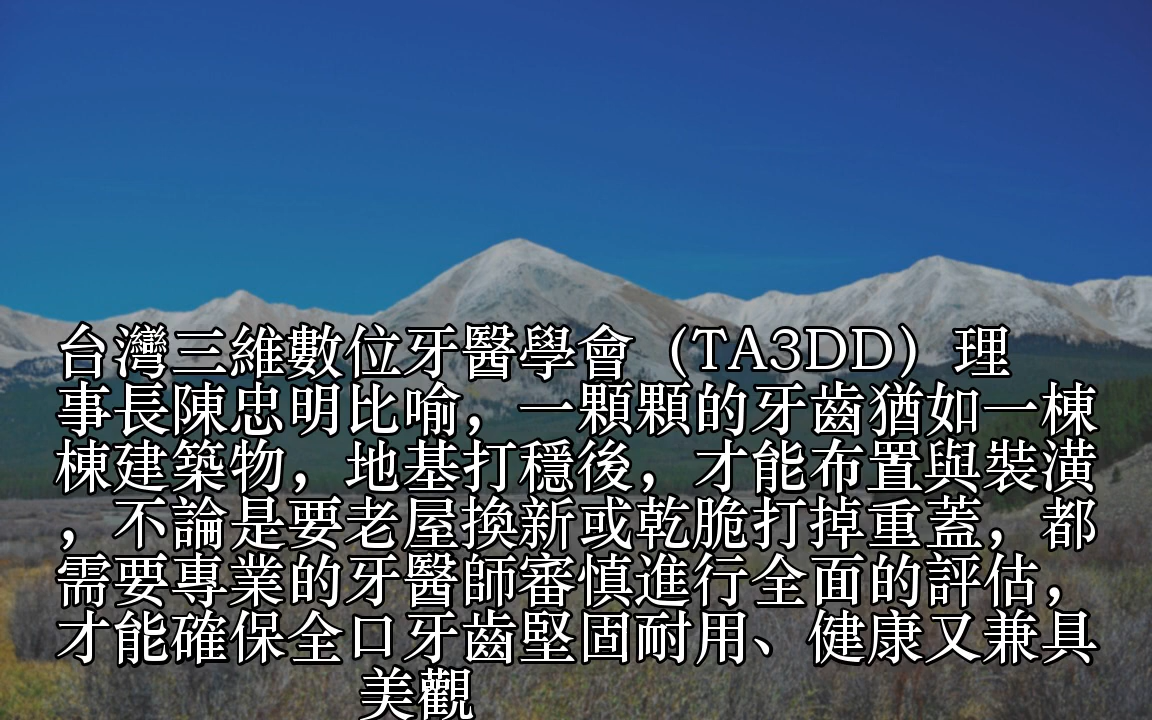 台灣三維數位牙醫學會（TA3DD）理
事長陳忠明比喻，一顆顆的牙齒猶如一棟
棟建築物，地基打穩後，才能布置與裝潢
，不論是要老屋換新或乾脆打掉重蓋，都
需要專業的牙醫師審慎進行全面的評估，
才能確保全口牙齒堅固耐用、健康又兼具
美觀